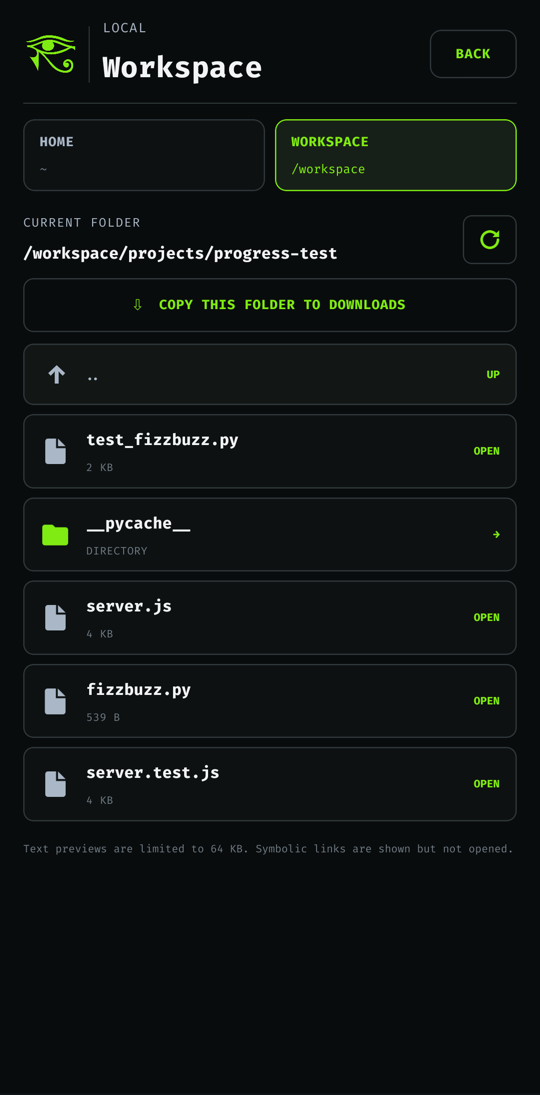 LOCAL
Workspace
BACK
HOME
~
WORKSPACE
/workspace
CURRENT FOLDER
/workspace/projects/progress-test
⇩ COPY THIS FOLDER TO DOWNLOADS
..
UP
test_fizzbuzz.py
2 KB
OPEN
__pycache__
DIRECTORY
→
server.js
4 KB
OPEN
fizzbuzz.py
539 B
OPEN
server.test.js
4 KB
OPEN
Text previews are limited to 64 KB. Symbolic links are shown but not opened.